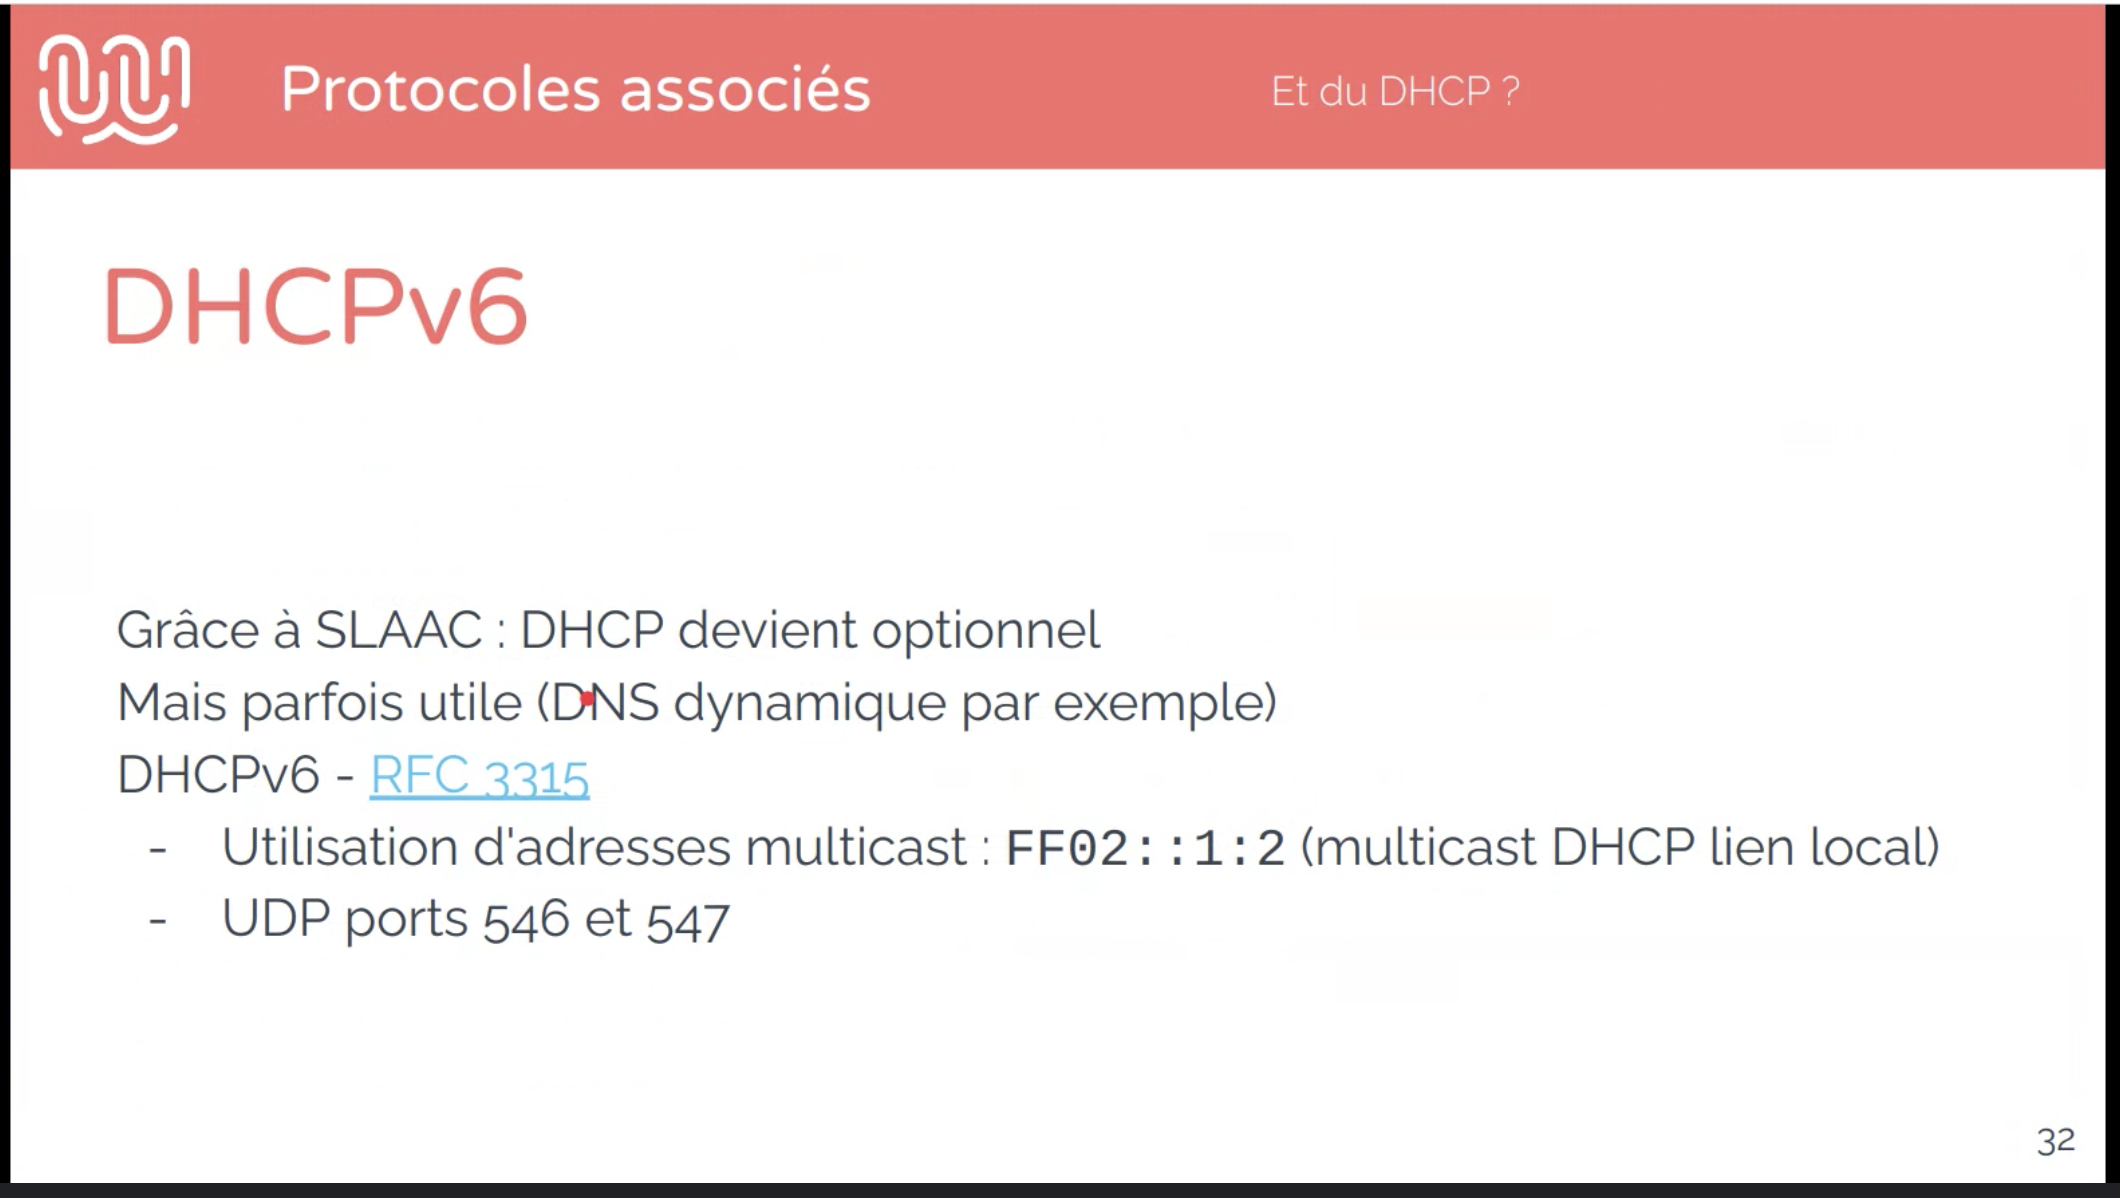 Protocoles associés
Et du DHCP ?
DHCPv6
Grâce à SLAAC : DHCP devient optionnel
Mais parfois utile (DNS dynamique par exemple)
DHCPv6 - RFC 3315
- Utilisation d'adresses multicast : FF02::1:2 (multicast DHCP lien local)
- UDP ports 546 et 547
32